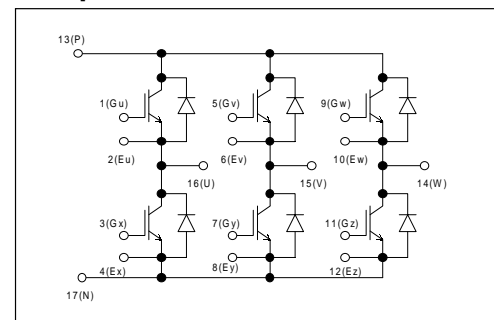 13(P)
1(Gu) 5(Gv) 9(Gw)
2(Eu) 6(Ev) 10(Ew)
16(U) 15(V) 14(W)
3(Gx) 7(Gy) 11(Gz)
4(Ex) 8(Ey) 12(Ez)
17(N)